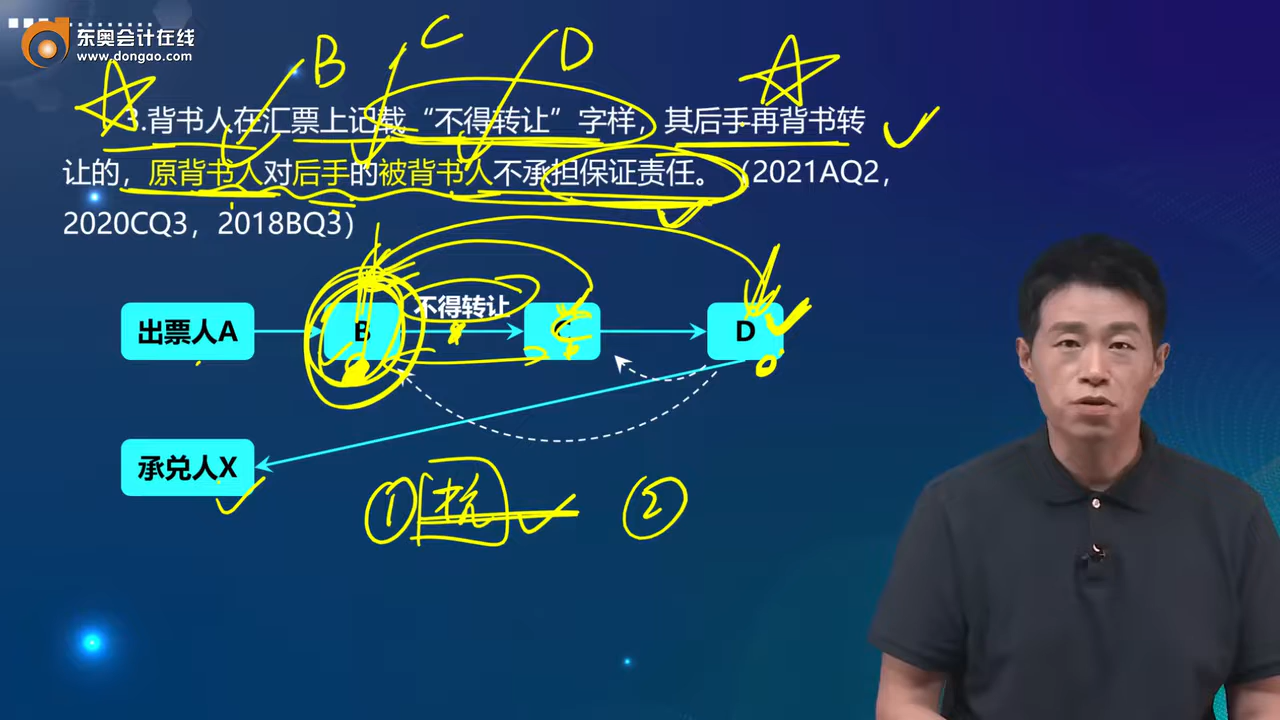 东奥会计在线
www.dongao.com
B C D
3.背书人在汇票上记载“不得转让”字样，其后手再背书转
让的，原背书人对后手的被背书人不承担保证责任。（2021AQ2，
2020CQ3，2018BQ3）
不得转让
出票人A B C D
承兑人X
① 抗 ②